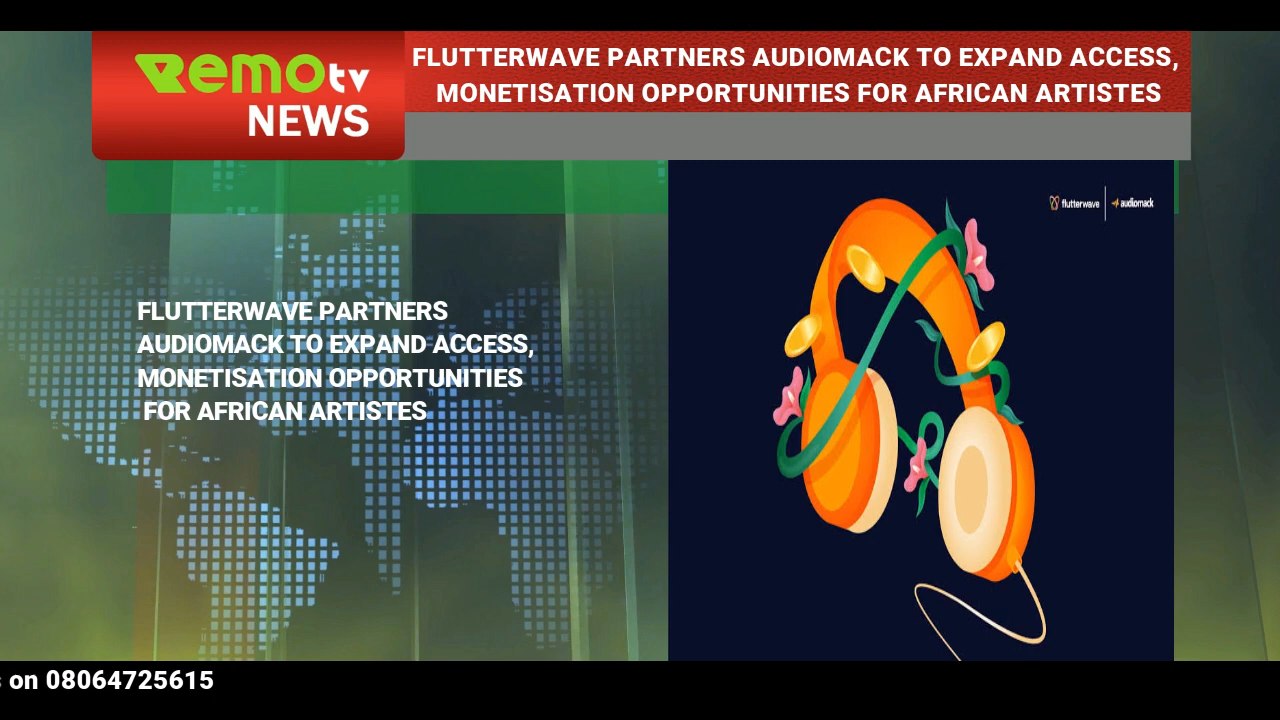 Remotv
NEWS
FLUTTERWAVE PARTNERS AUDIOMACK TO EXPAND ACCESS,
MONETISATION OPPORTUNITIES FOR AFRICAN ARTISTES
flutterwave audiomack
FLUTTERWAVE PARTNERS
AUDIOMACK TO EXPAND ACCESS,
MONETISATION OPPORTUNITIES
FOR AFRICAN ARTISTES
on 08064725615